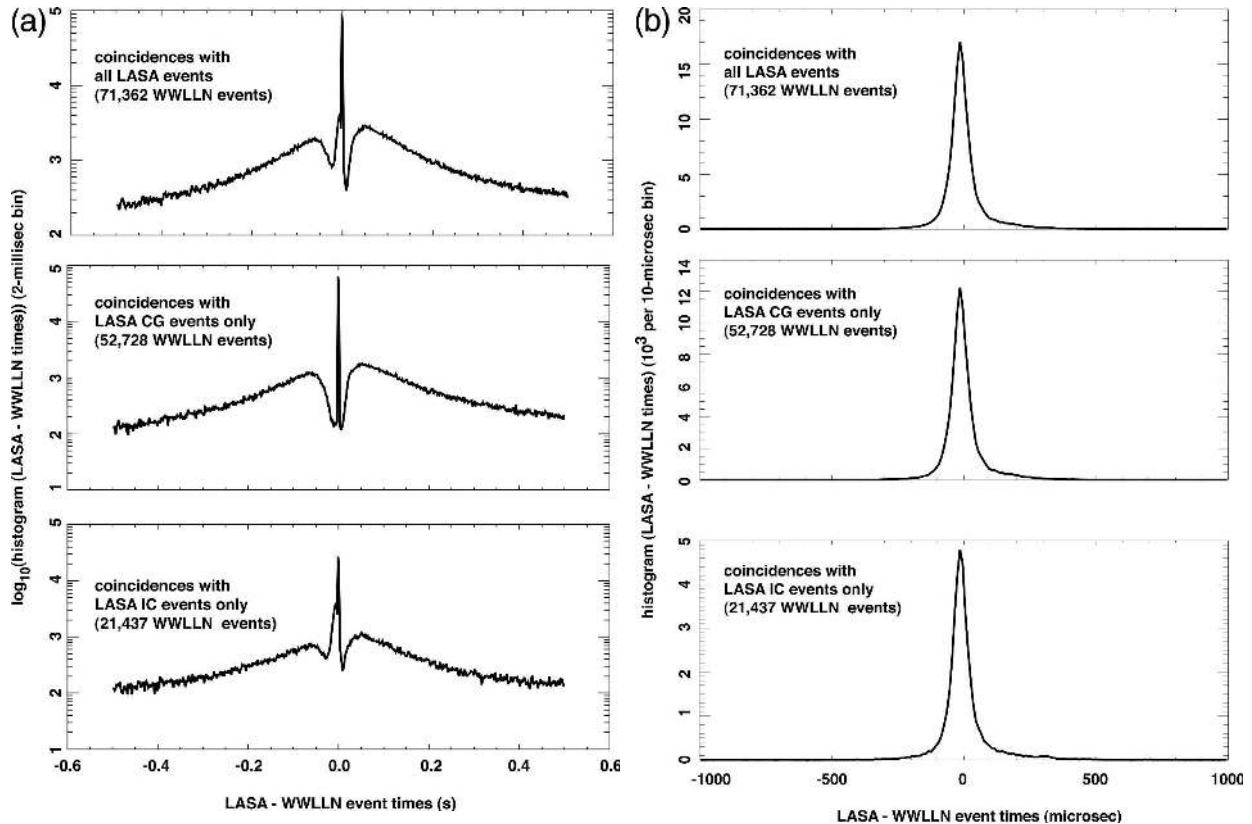 (a)
log10(histogram (LASA - WWLLN times)) (2-millisec bin)
5
4
3
2
coincidences with
all LASA events
(71,362 WWLLN events)
5
4
3
2
1
coincidences with
LASA CG events only
(52,728 WWLLN events)
5
4
3
2
1
coincidences with
LASA IC events only
(21,437 WWLLN events)
-0.6 -0.4 -0.2 0.0 0.2 0.4 0.6
LASA - WWLLN event times (s)
(b)
histogram (LASA - WWLLN times) (10³ per 10-microsec bin)
20
15
10
5
0
coincidences with
all LASA events
(71,362 WWLLN events)
14
12
10
8
6
4
2
0
coincidences with
LASA CG events only
(52,728 WWLLN events)
5
4
3
2
1
0
coincidences with
LASA IC events only
(21,437 WWLLN events)
-1000 -500 0 500 1000
LASA - WWLLN event times (microsec)